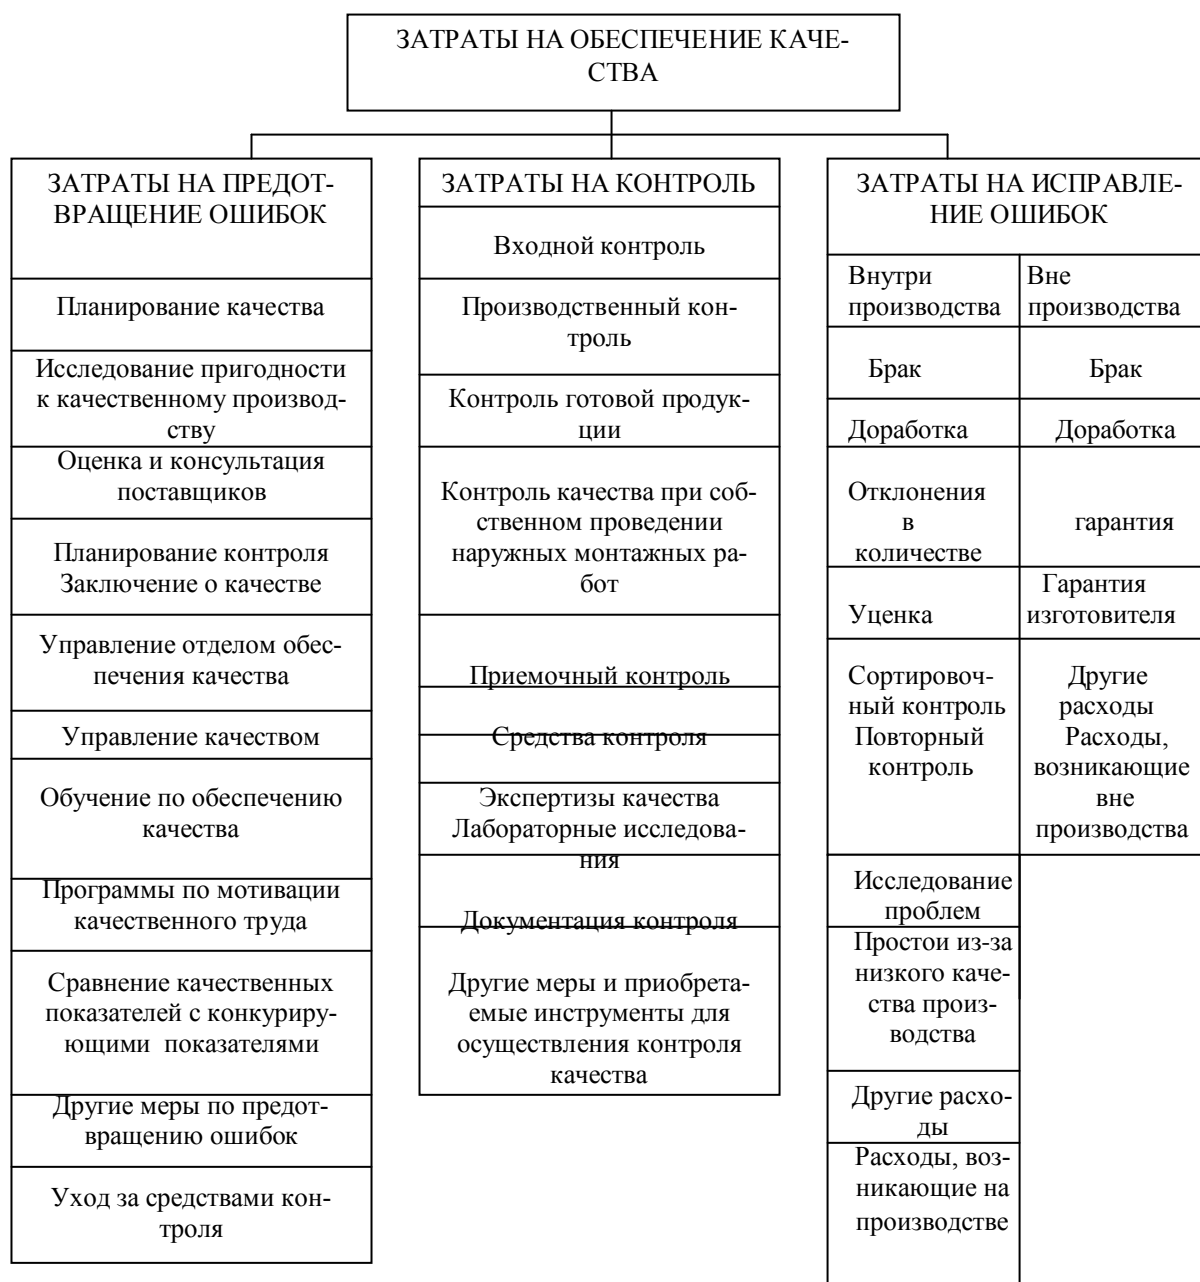 ЗАТРАТЫ НА ОБЕСПЕЧЕНИЕ КАЧЕ-
СТВА
ЗАТРАТЫ НА ПРЕДОТ-
ВРАЩЕНИЕ ОШИБОК
Планирование качества
Исследование пригодности
к качественному производ-
ству
Оценка и консультация
поставщиков
Планирование контроля
Заключение о качестве
Управление отделом обес-
печения качества
Управление качеством
Обучение по обеспечению
качества
Программы по мотивации
качественного труда
Сравнение качественных
показателей с конкуриру-
ющими показателями
Другие меры по предот-
вращению ошибок
Уход за средствами кон-
троля
ЗАТРАТЫ НА КОНТРОЛЬ
Входной контроль
Производственный кон-
троль
Контроль готовой продук-
ции
Контроль качества при соб-
ственном проведении
наружных монтажных ра-
бот
Приемочный контроль
Средства контроля
Экспертизы качества
Лабораторные исследова-
ния
Документация контроля
Другие меры и приобрета-
емые инструменты для
осуществления контроля
качества
ЗАТРАТЫ НА ИСПРАВЛЕ-
НИЕ ОШИБОК
Внутри
производства
Брак
Доработка
Отклонения
в
количестве
Уценка
Сортировоч-
ный контроль
Повторный
контроль
Исследование
проблем
Простои из-за
низкого каче-
ства произ-
водства
Другие расхо-
ды
Расходы, воз-
никающие на
производстве
Вне
производства
Брак
Доработка
гарантия
Гарантия
изготовителя
Другие
расходы
Расходы,
возникающие
вне
производства